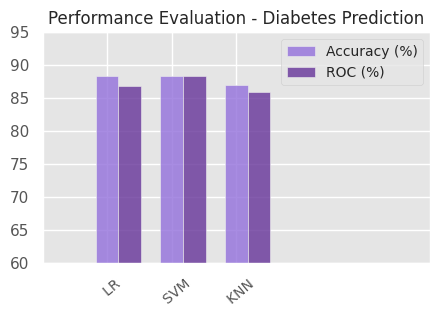 Performance Evaluation - Diabetes Prediction
Accuracy (%)
ROC (%)
95
90
85
80
75
70
65
60
LR
SVM
KNN